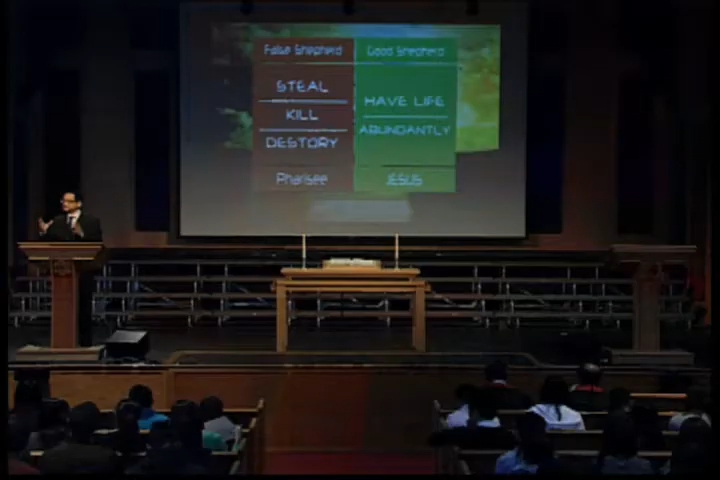 False Shepherd Good Shepherd
STEAL
HAVE LIFE
KILL
ABUNDANTLY
DESTORY
Pharisee JESUS